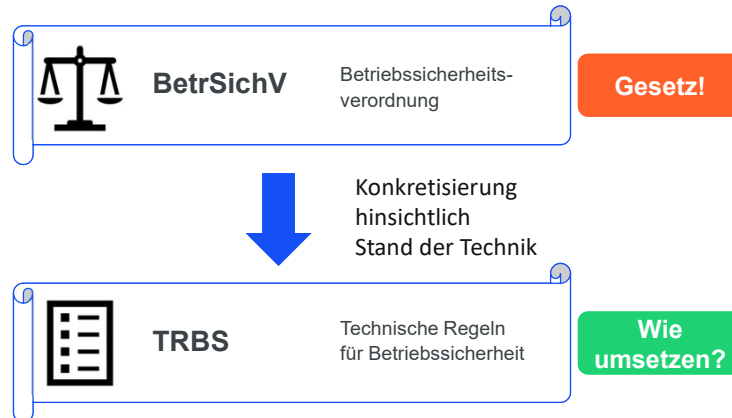 BetrSichV
Betriebssicherheits-
verordnung
Gesetz!
Konkretisierung
hinsichtlich
Stand der Technik
TRBS
Technische Regeln
für Betriebssicherheit
Wie
umsetzen?